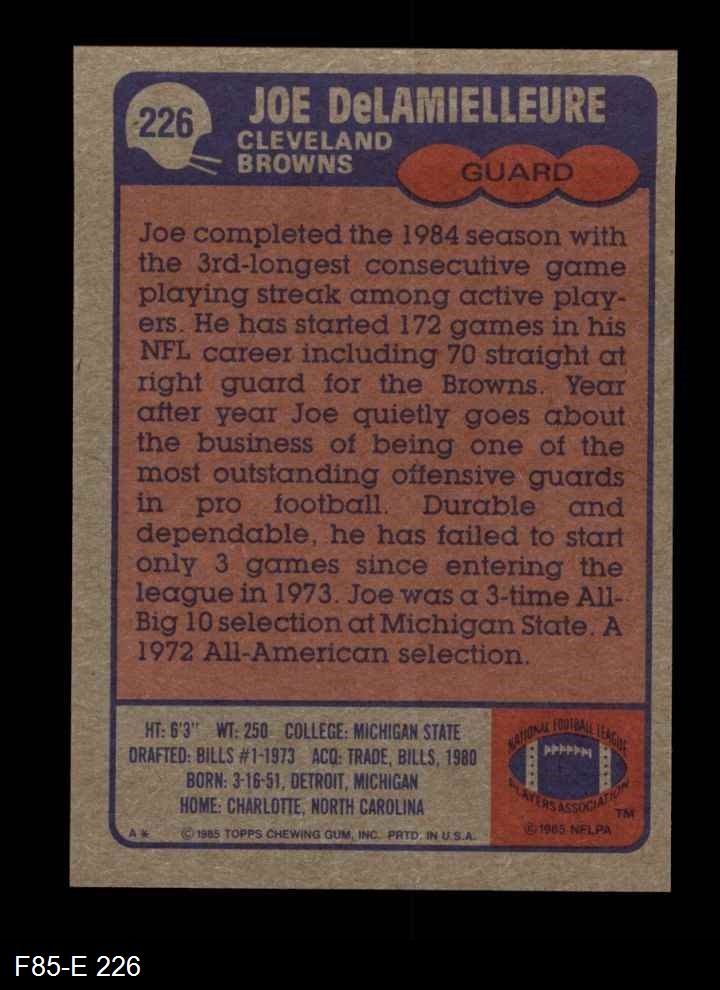 226
JOE DeLAMIELLEURE
CLEVELAND
BROWNS
GUARD
Joe completed the 1984 season with
the 3rd-longest consecutive game
playing streak among active play-
ers. He has started 172 games in his
NFL career including 70 straight at
right guard for the Browns. Year
after year Joe quietly goes about
the business of being one of the
most outstanding offensive guards
in pro football. Durable and
dependable, he has failed to start
only 3 games since entering the
league in 1973. Joe was a 3-time All-
Big 10 selection at Michigan State. A
1972 All-American selection.
HT: 6'3" WT: 250 COLLEGE: MICHIGAN STATE
DRAFTED: BILLS #1-1973 ACQ: TRADE, BILLS, 1980
BORN: 3-16-51, DETROIT, MICHIGAN
HOME: CHARLOTTE, NORTH CAROLINA
A* © 1985 TOPPS CHEWING GUM, INC. PRTD. IN U.S.A.
NATIONAL FOOTBALL LEAGUE
PLAYERS ASSOCIATION
TM
© 1985 NFLPA
F85-E 226